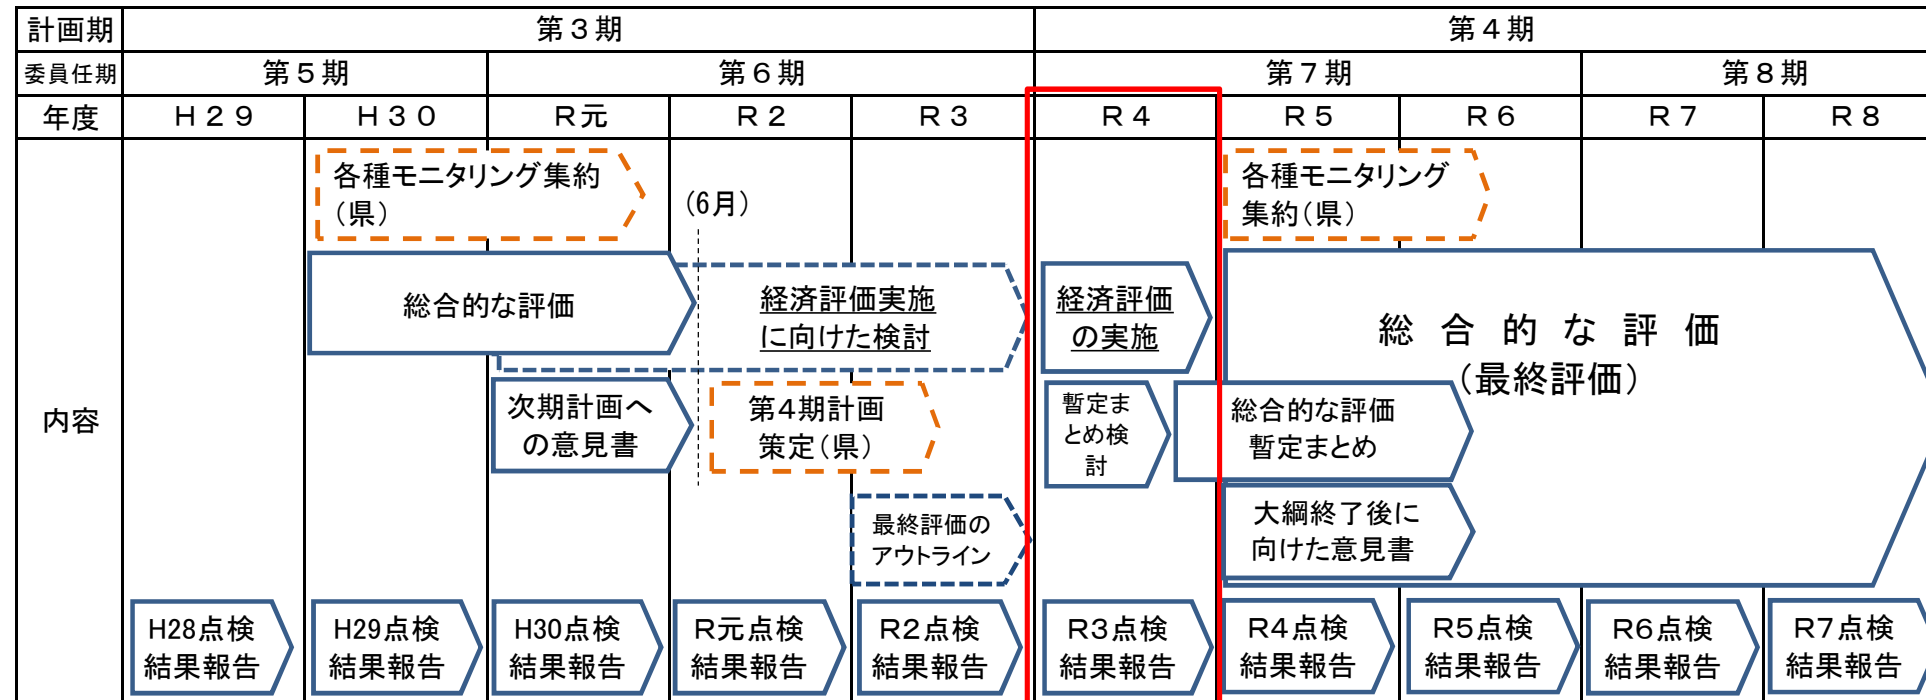 計画期 第３期 第４期
委員任期 第５期 第６期 第７期 第８期
年度 Ｈ２９ Ｈ３０ Ｒ元 Ｒ２ Ｒ３ Ｒ４ Ｒ５ Ｒ６ Ｒ７ Ｒ８
内容
各種モニタリング集約
（県）
(6月)
各種モニタリング
集約（県）
総合的な評価
経済評価実施
に向けた検討
経済評価
の実施
総合的な評価
（最終評価）
次期計画へ
の意見書
第４期計画
策定（県）
暫定ま
とめ検
討
総合的な評価
暫定まとめ
最終評価の
アウトライン
大綱終了後に
向けた意見書
H28点検
結果報告
H29点検
結果報告
H30点検
結果報告
Ｒ元点検
結果報告
Ｒ２点検
結果報告
Ｒ３点検
結果報告
Ｒ４点検
結果報告
Ｒ５点検
結果報告
Ｒ６点検
結果報告
Ｒ７点検
結果報告